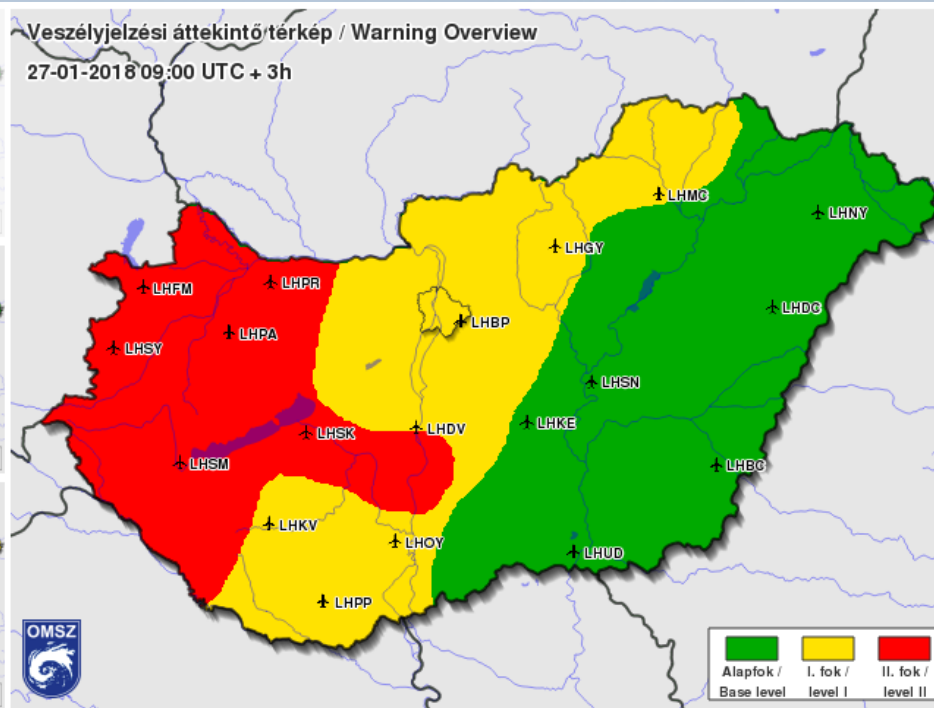 Veszélyjelzési áttekintő térkép / Warning Overview
27-01-2018 09:00 UTC + 3h
LHMC
LHNY
LHGY
LHPR
LHFM
LHDC
LHBP
LHPA
LHSY
LHSN
LHKE
LHDV
LHSK
LHSM
LHBC
LHKV
LHOY
LHUD
LHPP
OMSZ
Alapfok / I. fok / II. fok /
Base level level I level II